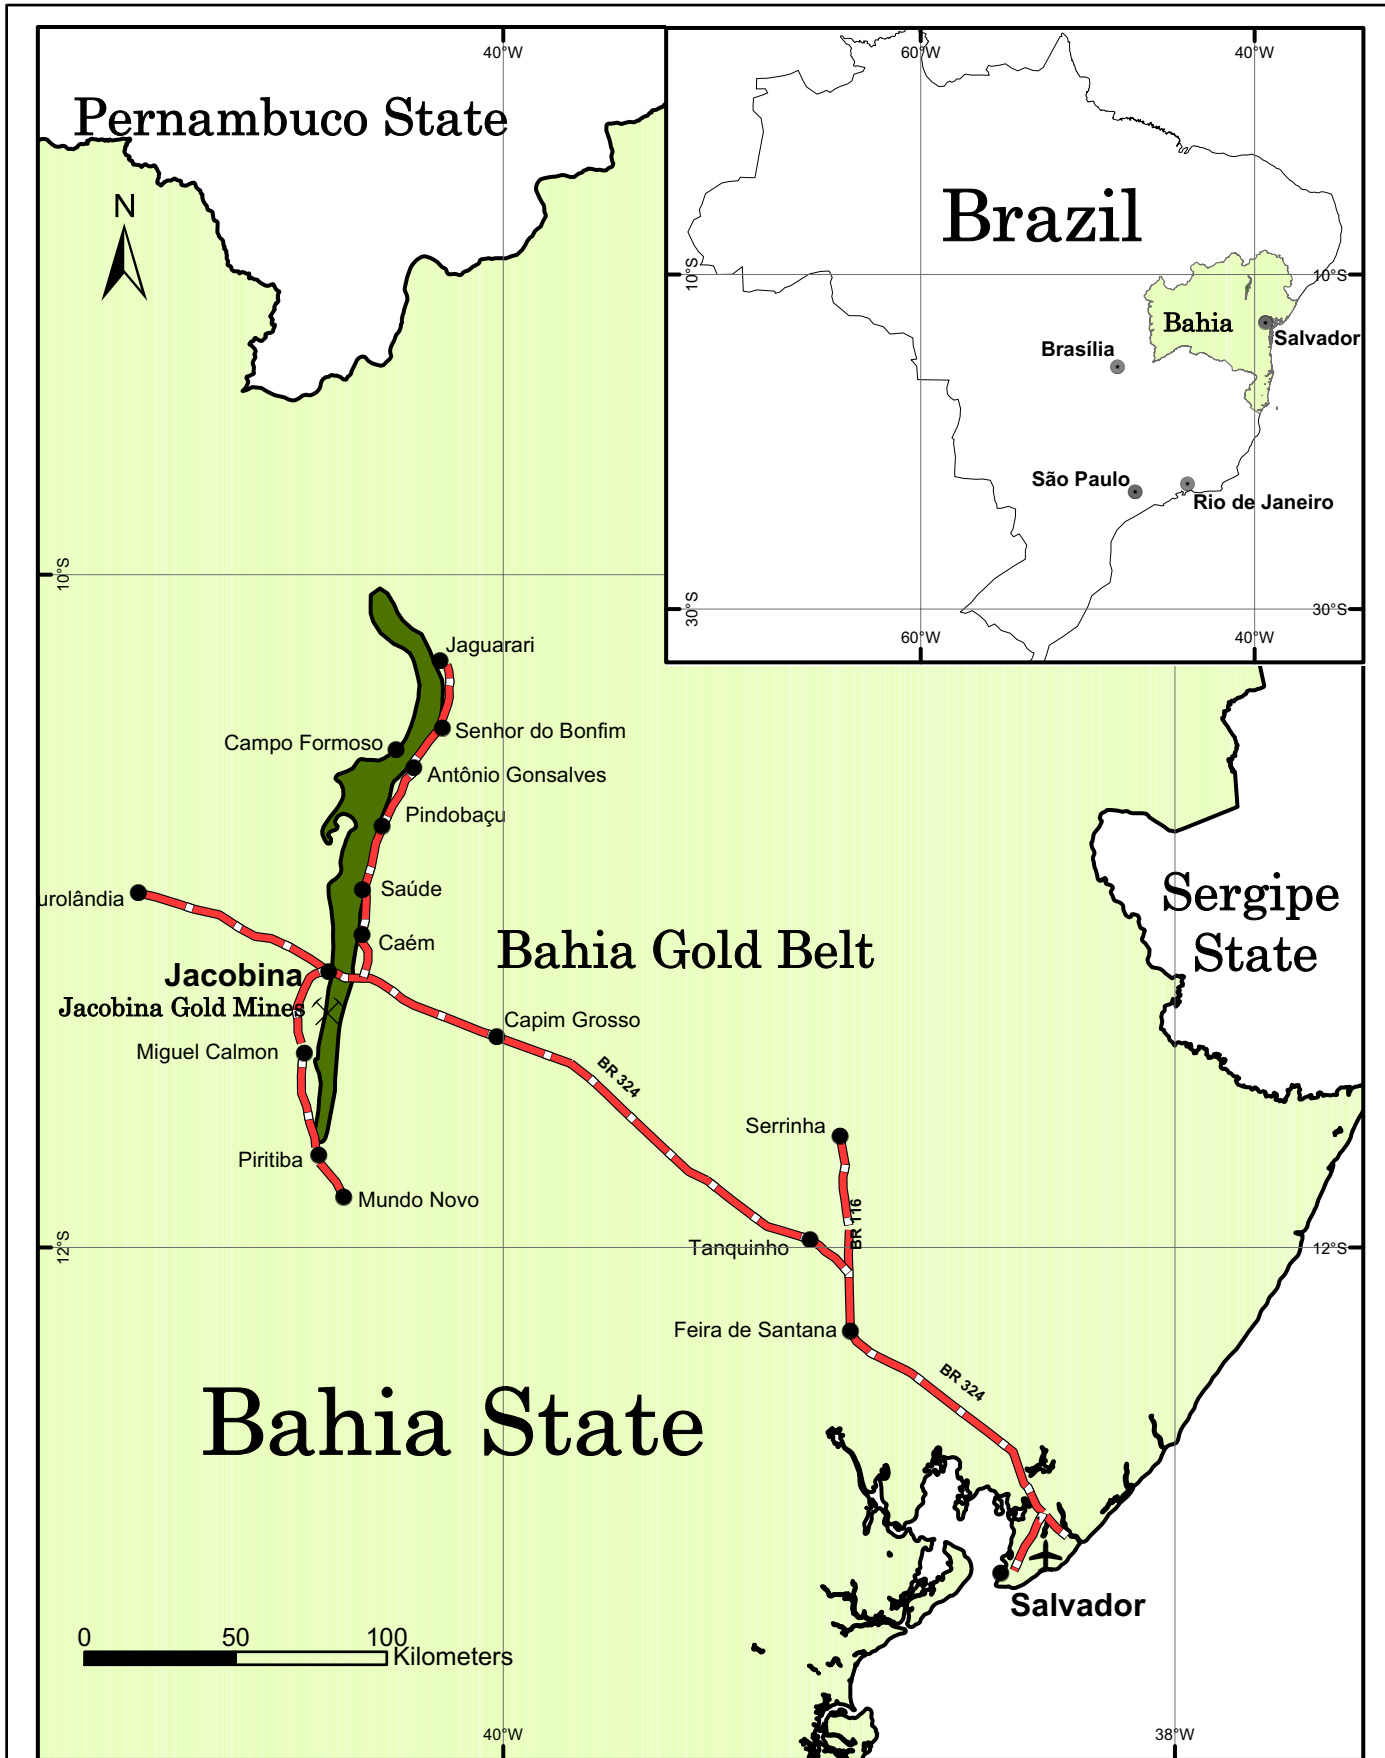 40°W
60°W
40°W
Pernambuco State
N
Brazil
10°S
10°S
Bahia
Salvador
Brasília
São Paulo
Rio de Janeiro
30°S
30°S
60°W
40°W
10°S
Jaguarari
Senhor do Bonfim
Campo Formoso
Antônio Gonsalves
Pindobaçu
Saúde
urolândia
Caém
Bahia Gold Belt
Sergipe
State
Jacobina
Jacobina Gold Mines
Capim Grosso
Miguel Calmon
BR 324
Serrinha
Piritiba
Mundo Novo
BR 116
Tanquinho
12°S
12°S
Feira de Santana
BR 324
Bahia State
Salvador
0 50 100
Kilometers
40°W
38°W